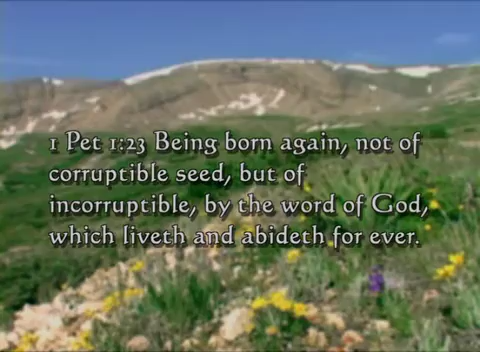 1 Pet 1:23 Being born again, not of
corruptible seed, but of
incorruptible, by the word of God,
which liveth and abideth for ever.